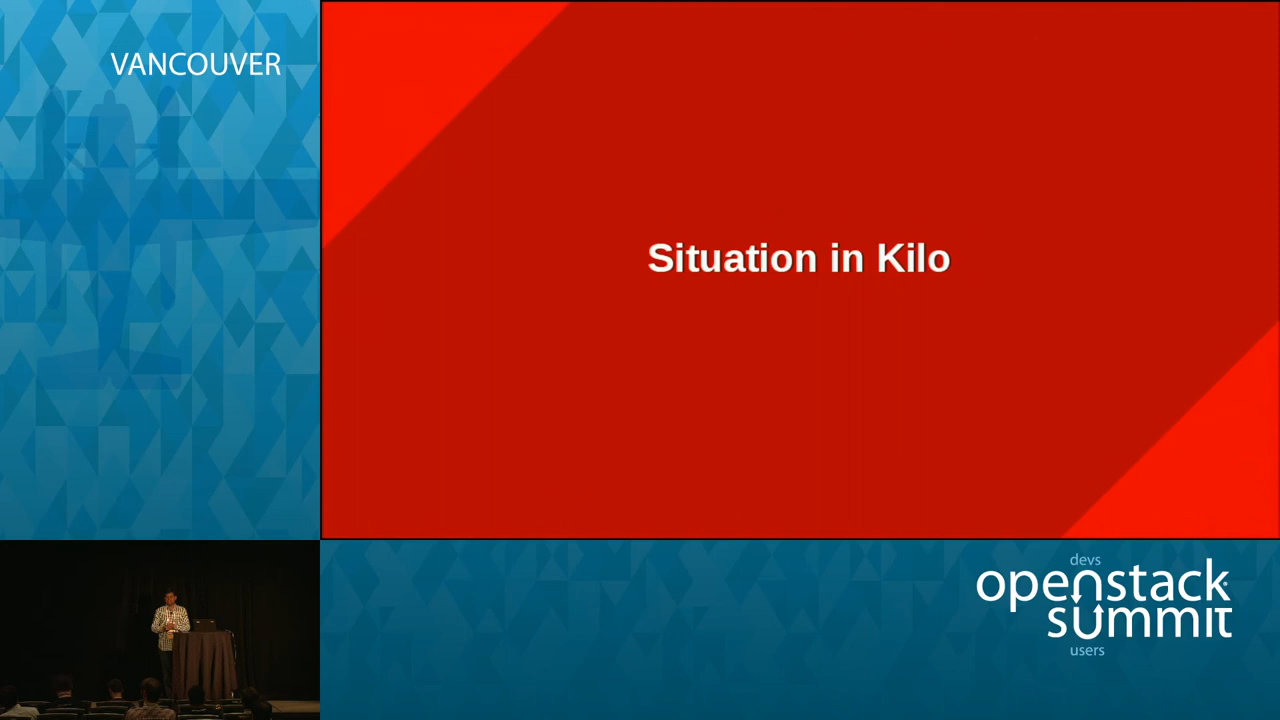 VANCOUVER
Situation in Kilo
devs
openstack
summit
users